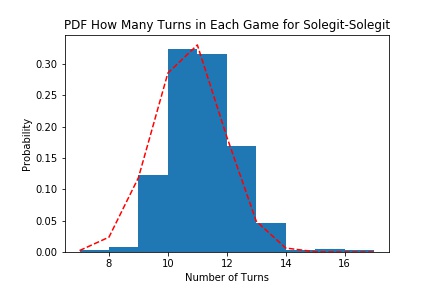 PDF How Many Turns in Each Game for Solegit-Solegit
0.30
0.25
0.20
0.15
0.10
0.05
0.00
Probability
8 10 12 14 16
Number of Turns